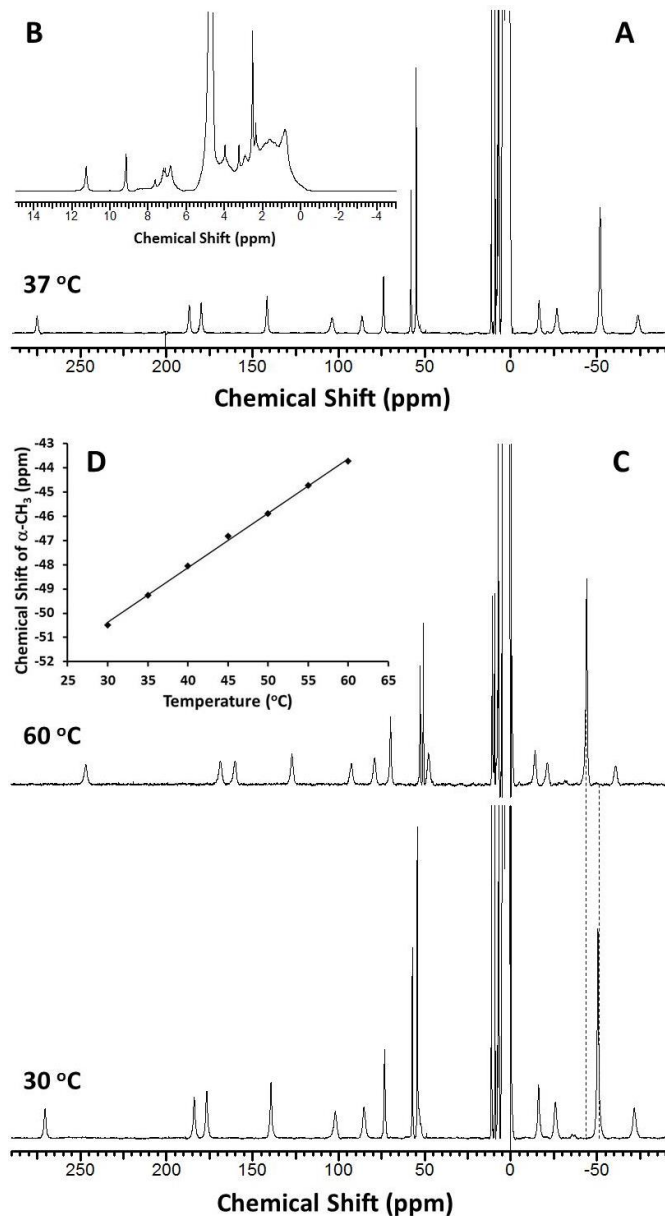 B
A
14 12 10 8 6 4 2 0 -2 -4
Chemical Shift (ppm)
37 °C
250 200 150 100 50 0 -50
Chemical Shift (ppm)
D
C
Chemical Shift of α-CH₃ (ppm)
-43
-44
-45
-46
-47
-48
-49
-50
-51
-52
25 30 35 40 45 50 55 60 65
Temperature (°C)
60 °C
30 °C
250 200 150 100 50 0 -50
Chemical Shift (ppm)